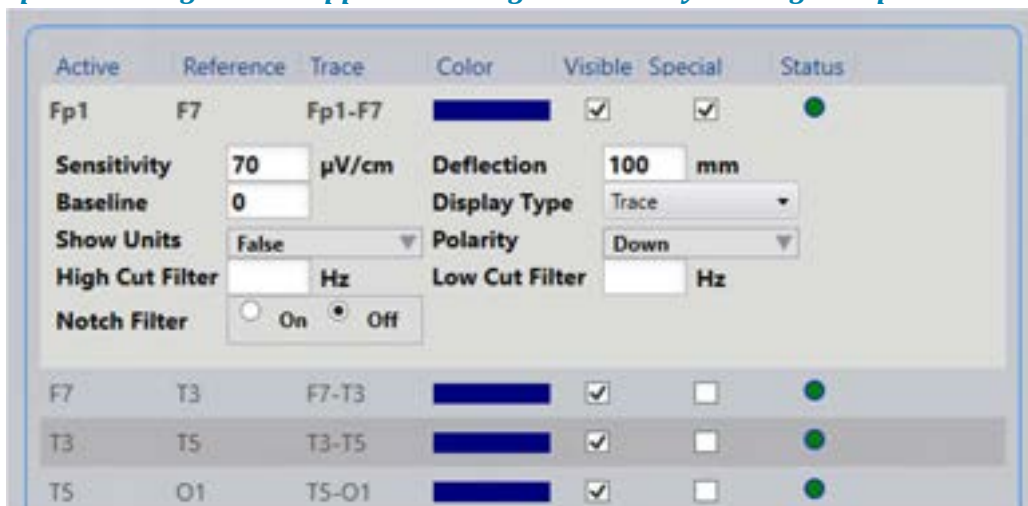 Active Reference Trace Color Visible Special Status
Fp1 F7 Fp1-F7
Sensitivity 70 µV/cm Deflection 100 mm
Baseline 0 Display Type Trace
Show Units False Polarity Down
High Cut Filter Hz Low Cut Filter Hz
Notch Filter On Off
F7 T3 F7-T3
T3 T5 T3-T5
T5 O1 T5-O1